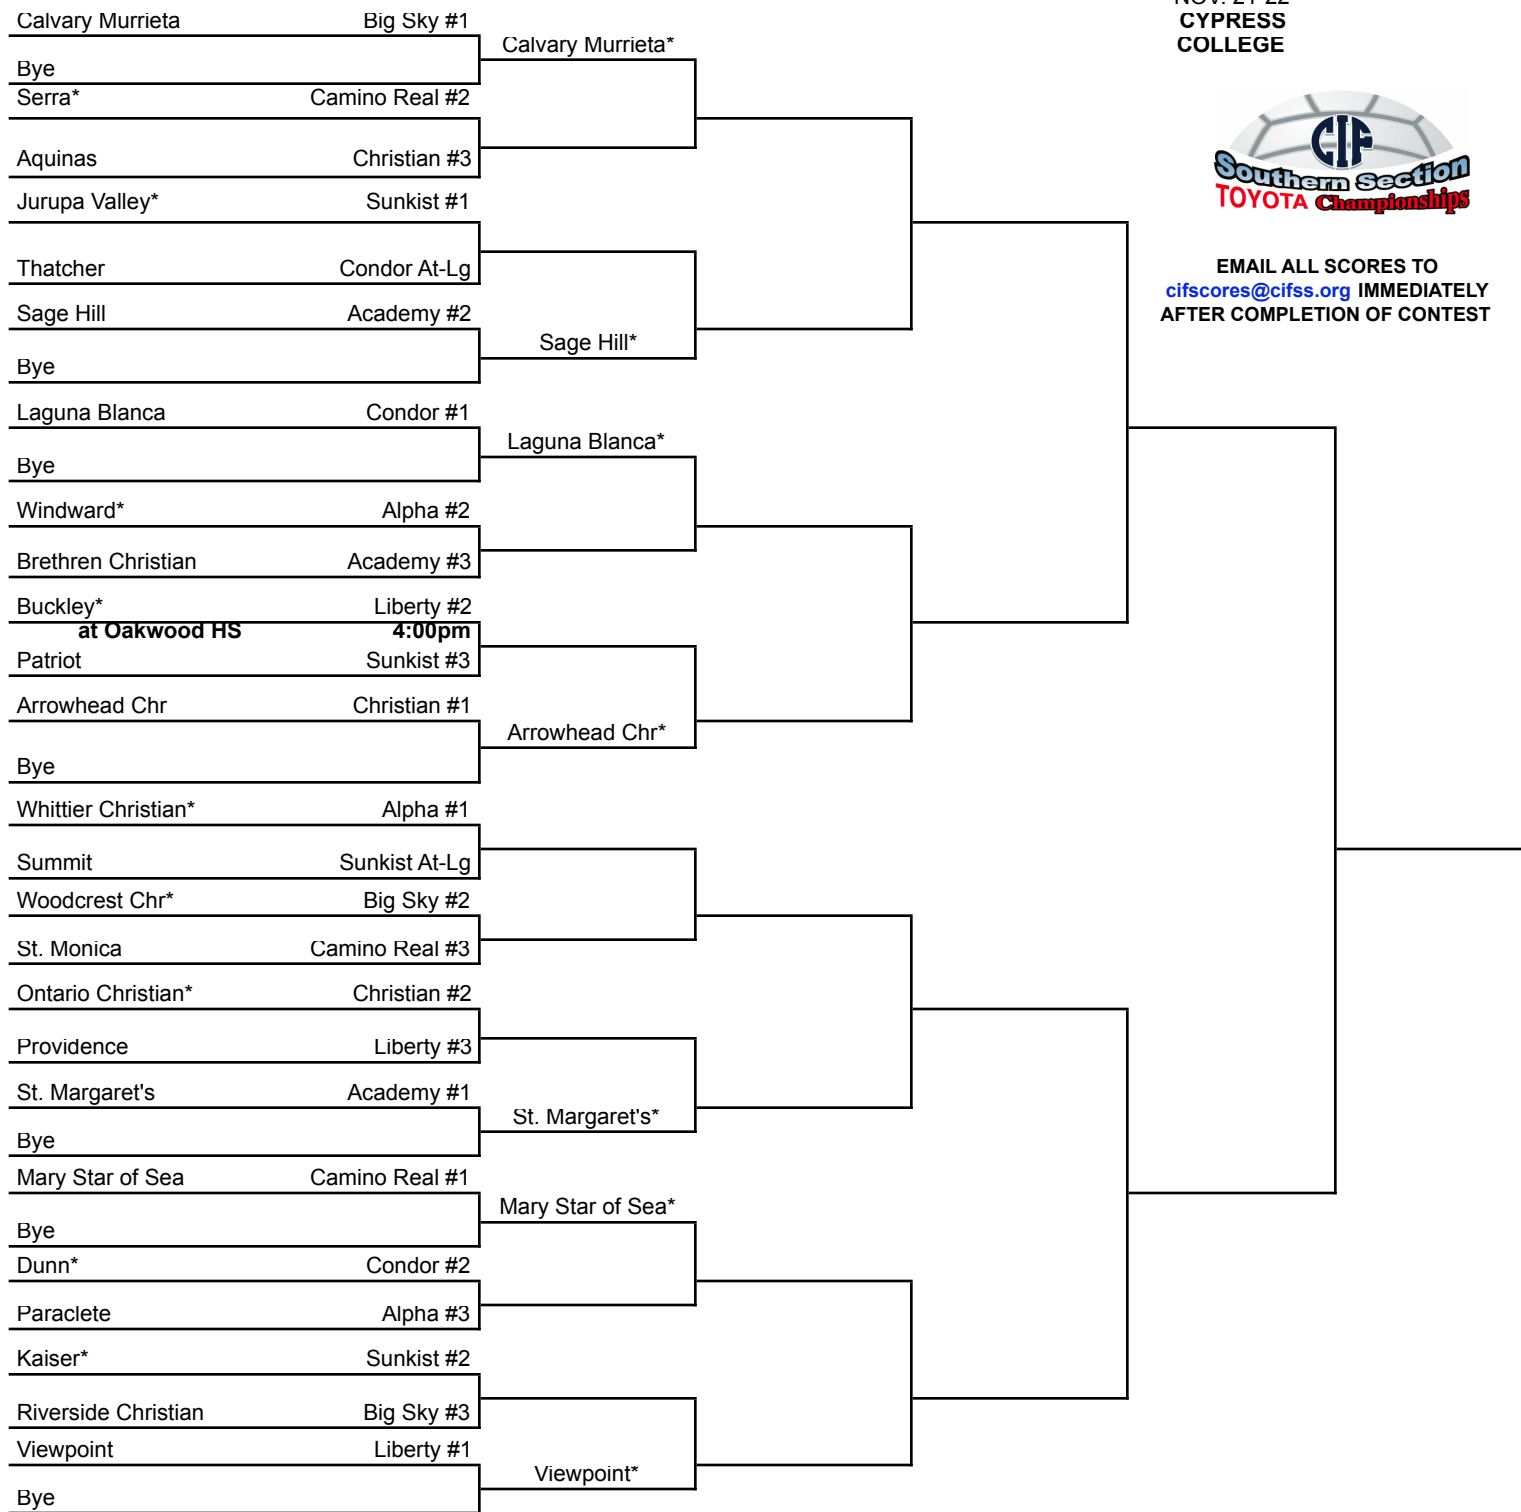 NOV. 21-22
CYPRESS
COLLEGE
CIF
Southern Section
TOYOTA Championships
EMAIL ALL SCORES TO
cifscores@cifss.org IMMEDIATELY
AFTER COMPLETION OF CONTEST
Calvary Murrieta Big Sky #1
Calvary Murrieta*
Bye
Serra* Camino Real #2
Aquinas Christian #3
Jurupa Valley* Sunkist #1
Thatcher Condor At-Lg
Sage Hill Academy #2
Sage Hill*
Bye
Laguna Blanca Condor #1
Laguna Blanca*
Bye
Windward* Alpha #2
Brethren Christian Academy #3
Buckley* Liberty #2
at Oakwood HS 4:00pm
Patriot Sunkist #3
Arrowhead Chr Christian #1
Arrowhead Chr*
Bye
Whittier Christian* Alpha #1
Summit Sunkist At-Lg
Woodcrest Chr* Big Sky #2
St. Monica Camino Real #3
Ontario Christian* Christian #2
Providence Liberty #3
St. Margaret's Academy #1
St. Margaret's*
Bye
Mary Star of Sea Camino Real #1
Mary Star of Sea*
Bye
Dunn* Condor #2
Paraclete Alpha #3
Kaiser* Sunkist #2
Riverside Christian Big Sky #3
Viewpoint Liberty #1
Viewpoint*
Bye